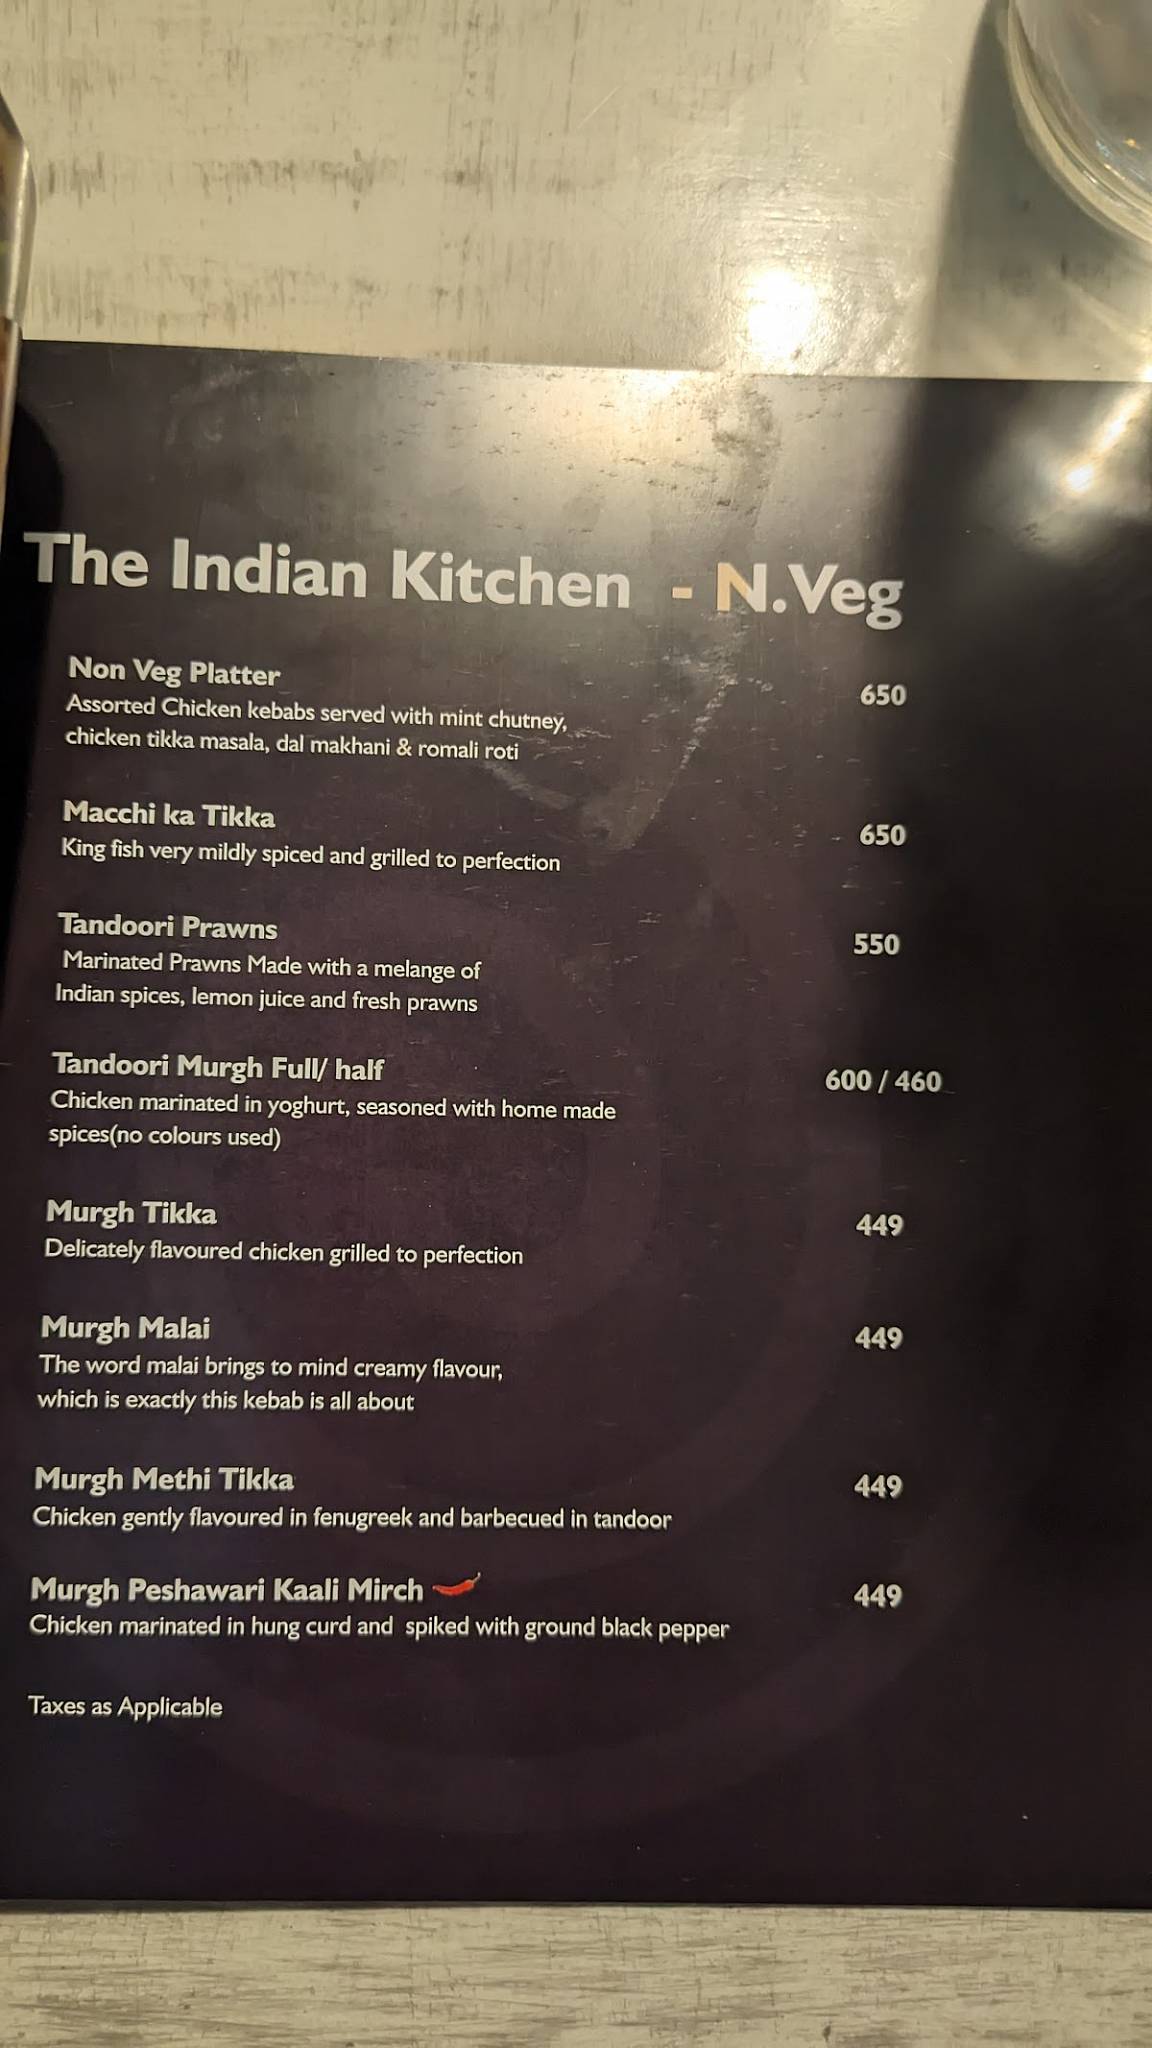 The Indian Kitchen - N.Veg
Non Veg Platter 650
Assorted Chicken kebabs served with mint chutney,
chicken tikka masala, dal makhani & romali roti
Macchi ka Tikka 650
King fish very mildly spiced and grilled to perfection
Tandoori Prawns 550
Marinated Prawns Made with a melange of
Indian spices, lemon juice and fresh prawns
Tandoori Murgh Full/ half 600 / 460
Chicken marinated in yoghurt, seasoned with home made
spices(no colours used)
Murgh Tikka 449
Delicately flavoured chicken grilled to perfection
Murgh Malai 449
The word malai brings to mind creamy flavour,
which is exactly this kebab is all about
Murgh Methi Tikka 449
Chicken gently flavoured in fenugreek and barbecued in tandoor
Murgh Peshawari Kaali Mirch 449
Chicken marinated in hung curd and spiked with ground black pepper
Taxes as Applicable